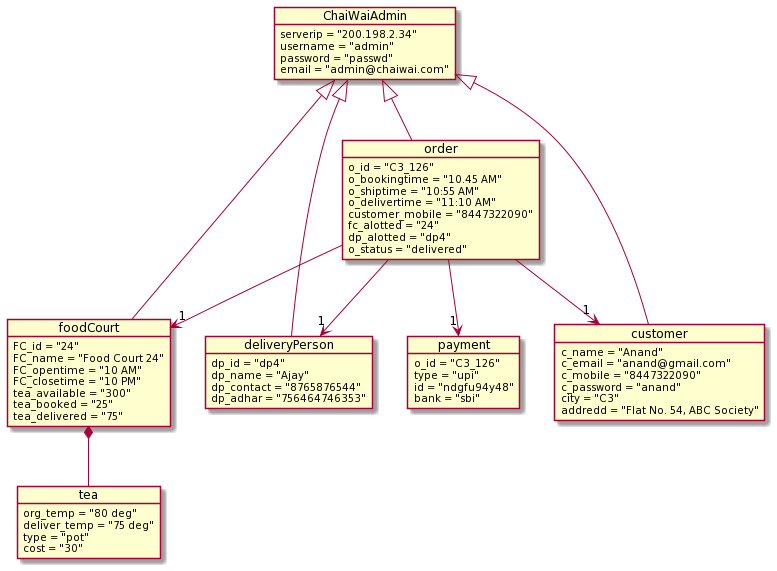 ChaiWaiAdmin
serverip = "200.198.2.34"
username = "admin"
password = "passwd"
email = "admin@chaiwai.com"
order
o_id = "C3_126"
o_bookingtime = "10.45 AM"
o_shiptime = "10:55 AM"
o_delivertime = "11:10 AM"
customer_mobile = "8447322090"
fc_alotted = "24"
dp_alotted = "dp4"
o_status = "delivered"
1
1
1
1
foodCourt
FC_id = "24"
FC_name = "Food Court 24"
FC_opentime = "10 AM"
FC_closetime = "10 PM"
tea_available = "300"
tea_booked = "25"
tea_delivered = "75"
deliveryPerson
dp_id = "dp4"
dp_name = "Ajay"
dp_contact = "8765876544"
dp_adhar = "756464746353"
payment
o_id = "C3_126"
type = "upi"
id = "ndgfu94y48"
bank = "sbi"
customer
c_name = "Anand"
c_email = "anand@gmail.com"
c_mobile = "8447322090"
c_password = "anand"
city = "C3"
addredd = "Flat No. 54, ABC Society"
tea
org_temp = "80 deg"
deliver_temp = "75 deg"
type = "pot"
cost = "30"